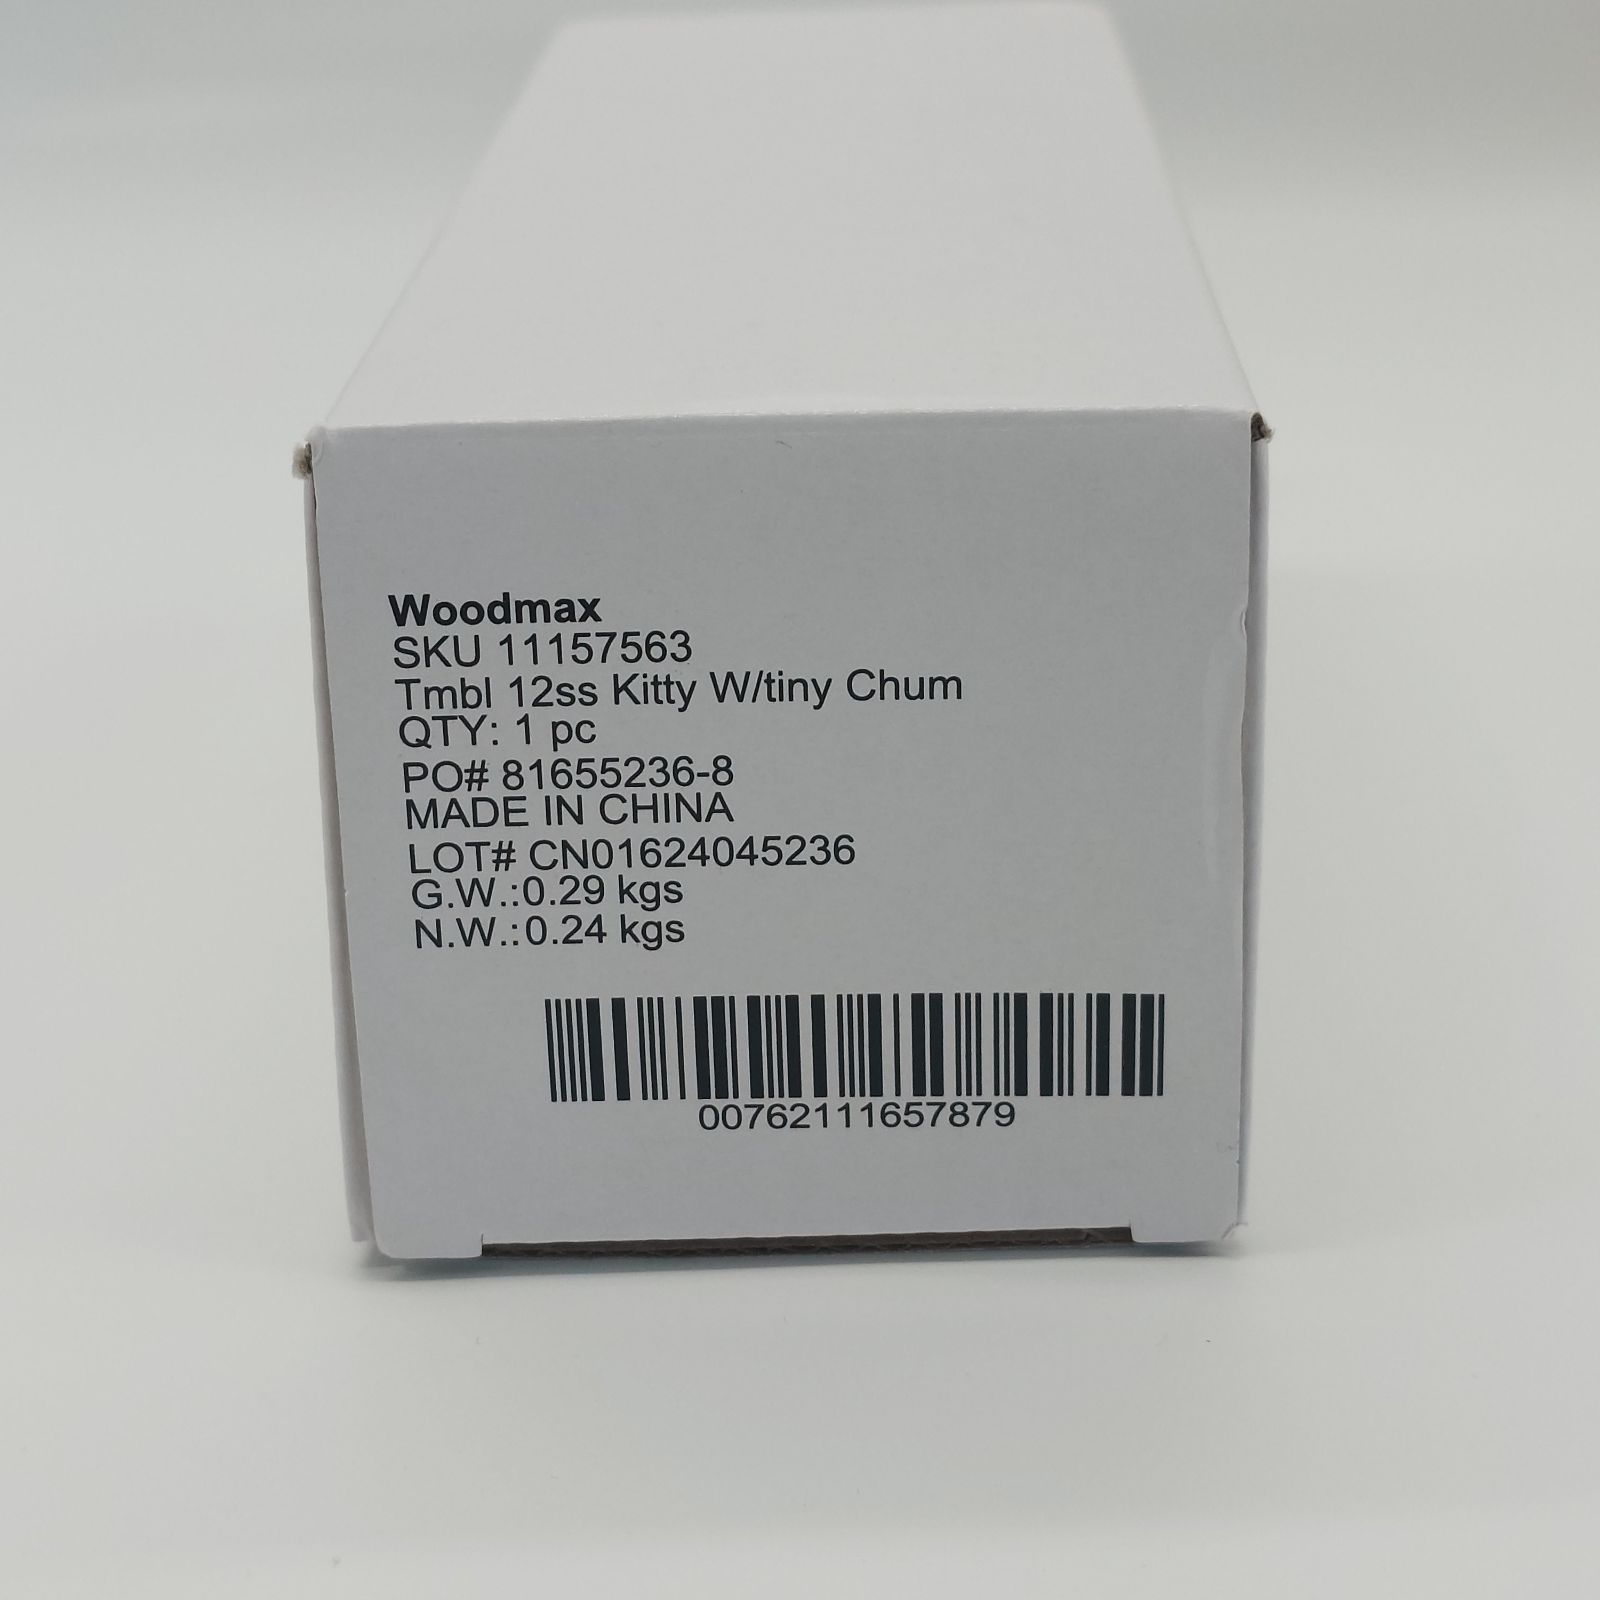 Woodmax
SKU 11157563
Tmbl 12ss Kitty W/tiny Chum
QTY: 1 pc
PO# 81655236-8
MADE IN CHINA
LOT# CN01624045236
G.W.:0.29 kgs
N.W.:0.24 kgs
00762111657879